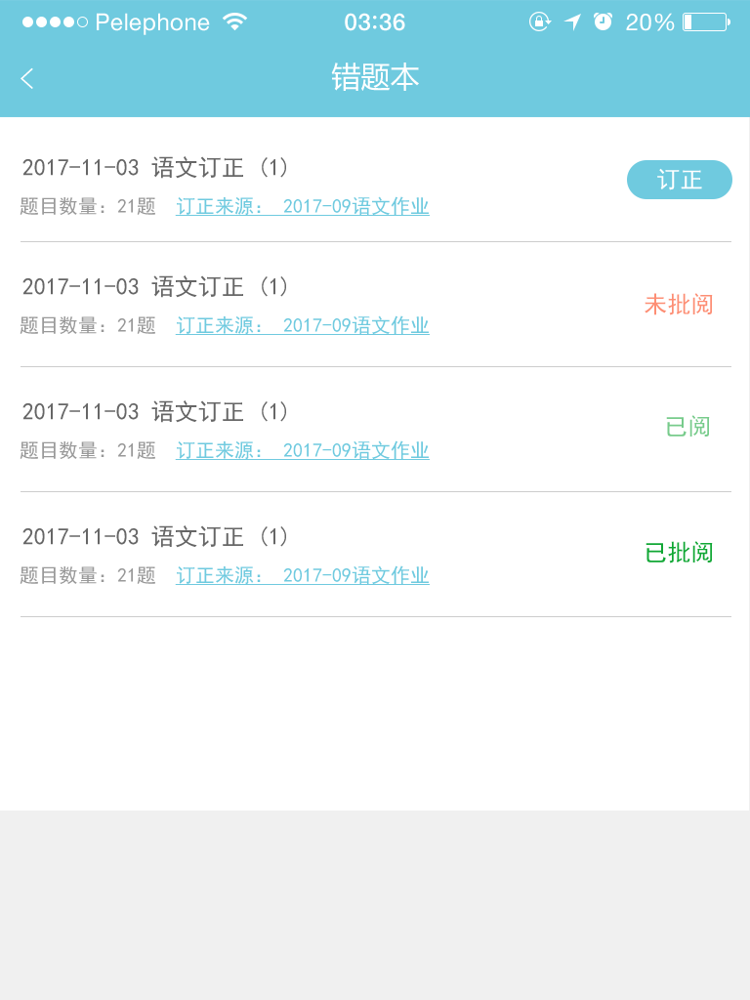 Pelephone 03:36 20%
错题本
2017-11-03 语文订正 (1)
订正
题目数量：21题 订正来源： 2017-09语文作业
2017-11-03 语文订正 (1)
未批阅
题目数量：21题 订正来源： 2017-09语文作业
2017-11-03 语文订正 (1)
已阅
题目数量：21题 订正来源： 2017-09语文作业
2017-11-03 语文订正 (1)
已批阅
题目数量：21题 订正来源： 2017-09语文作业